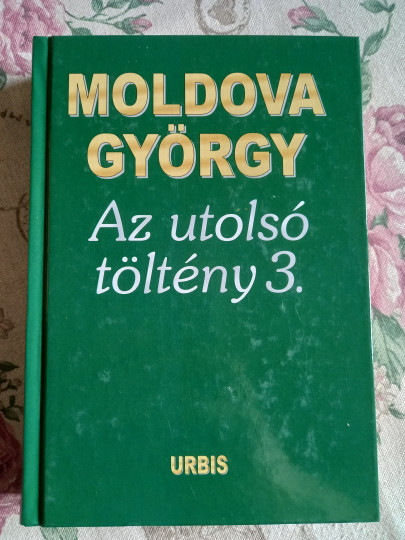 MOLDOVA
GYÖRGY
Az utolsó
töltény 3.
URBIS